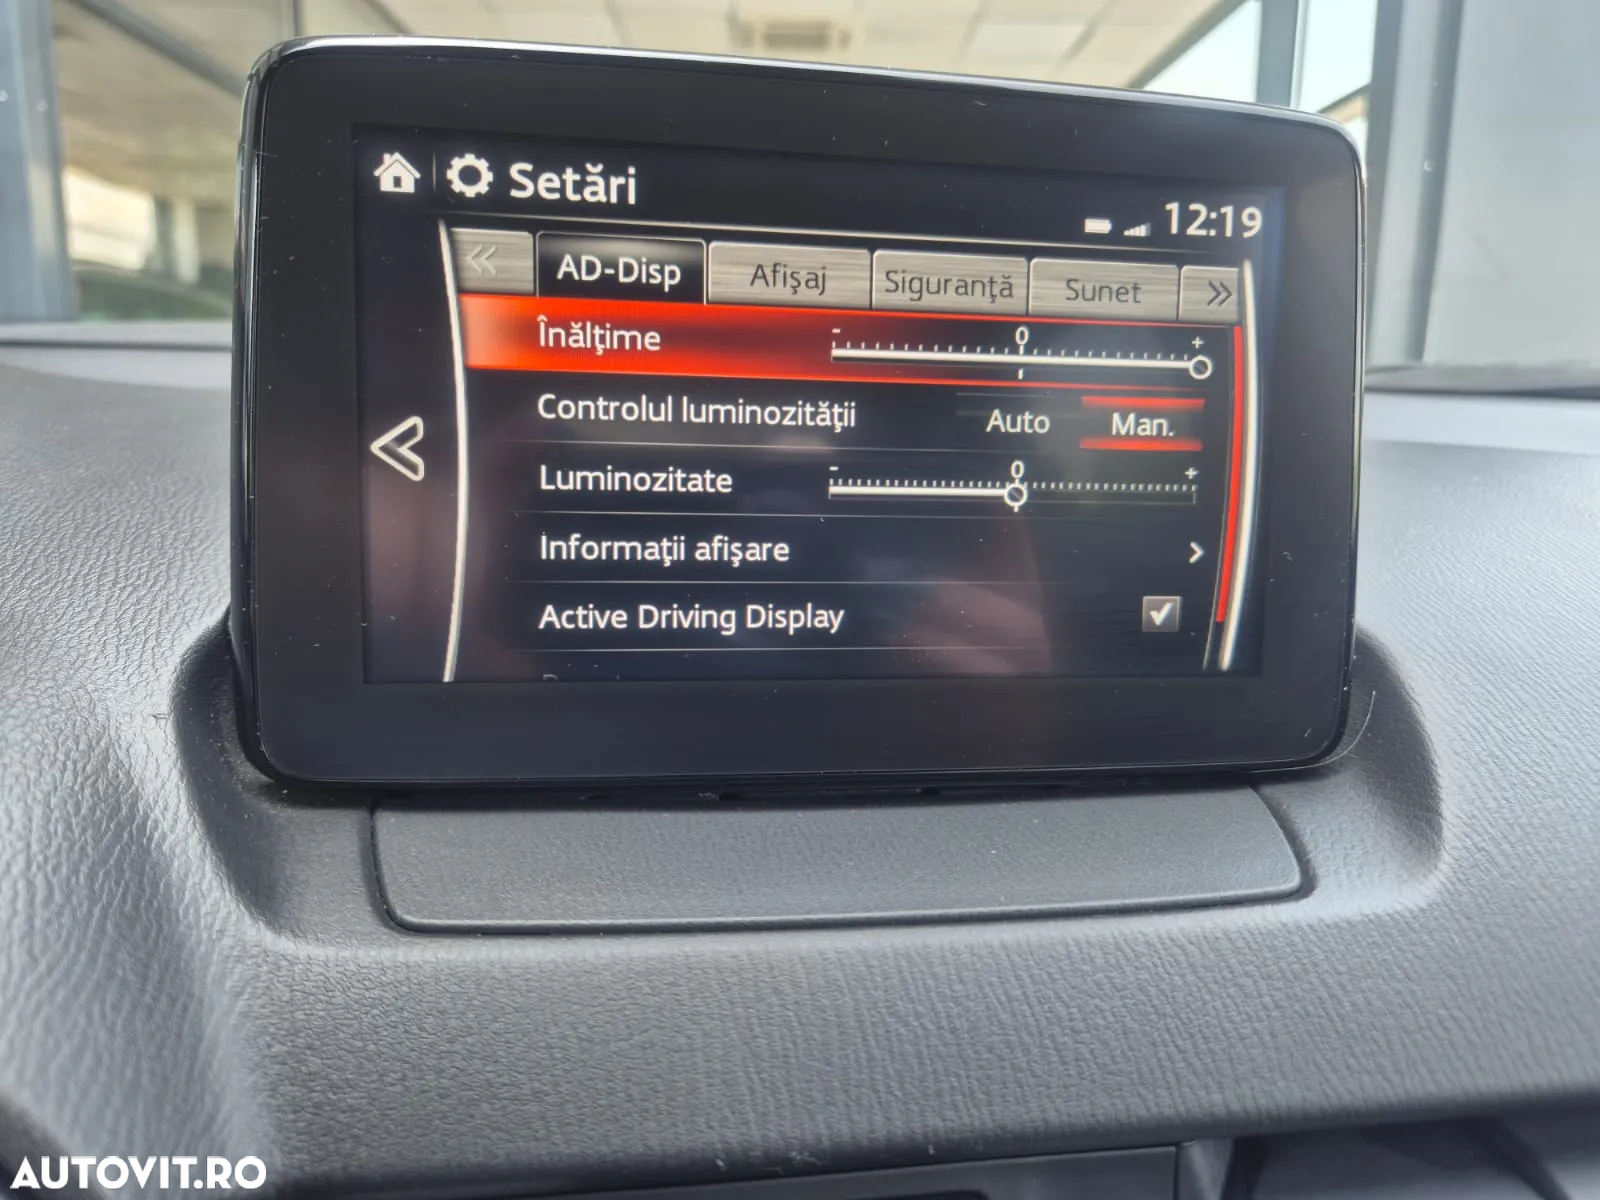 Setări
12:19
« AD-Disp Afişaj Siguranţă Sunet »
Înălţime - 0 +
Controlul luminozităţii Auto Man.
Luminozitate - 0 +
Informaţii afişare >
Active Driving Display
AUTOVIT.RO